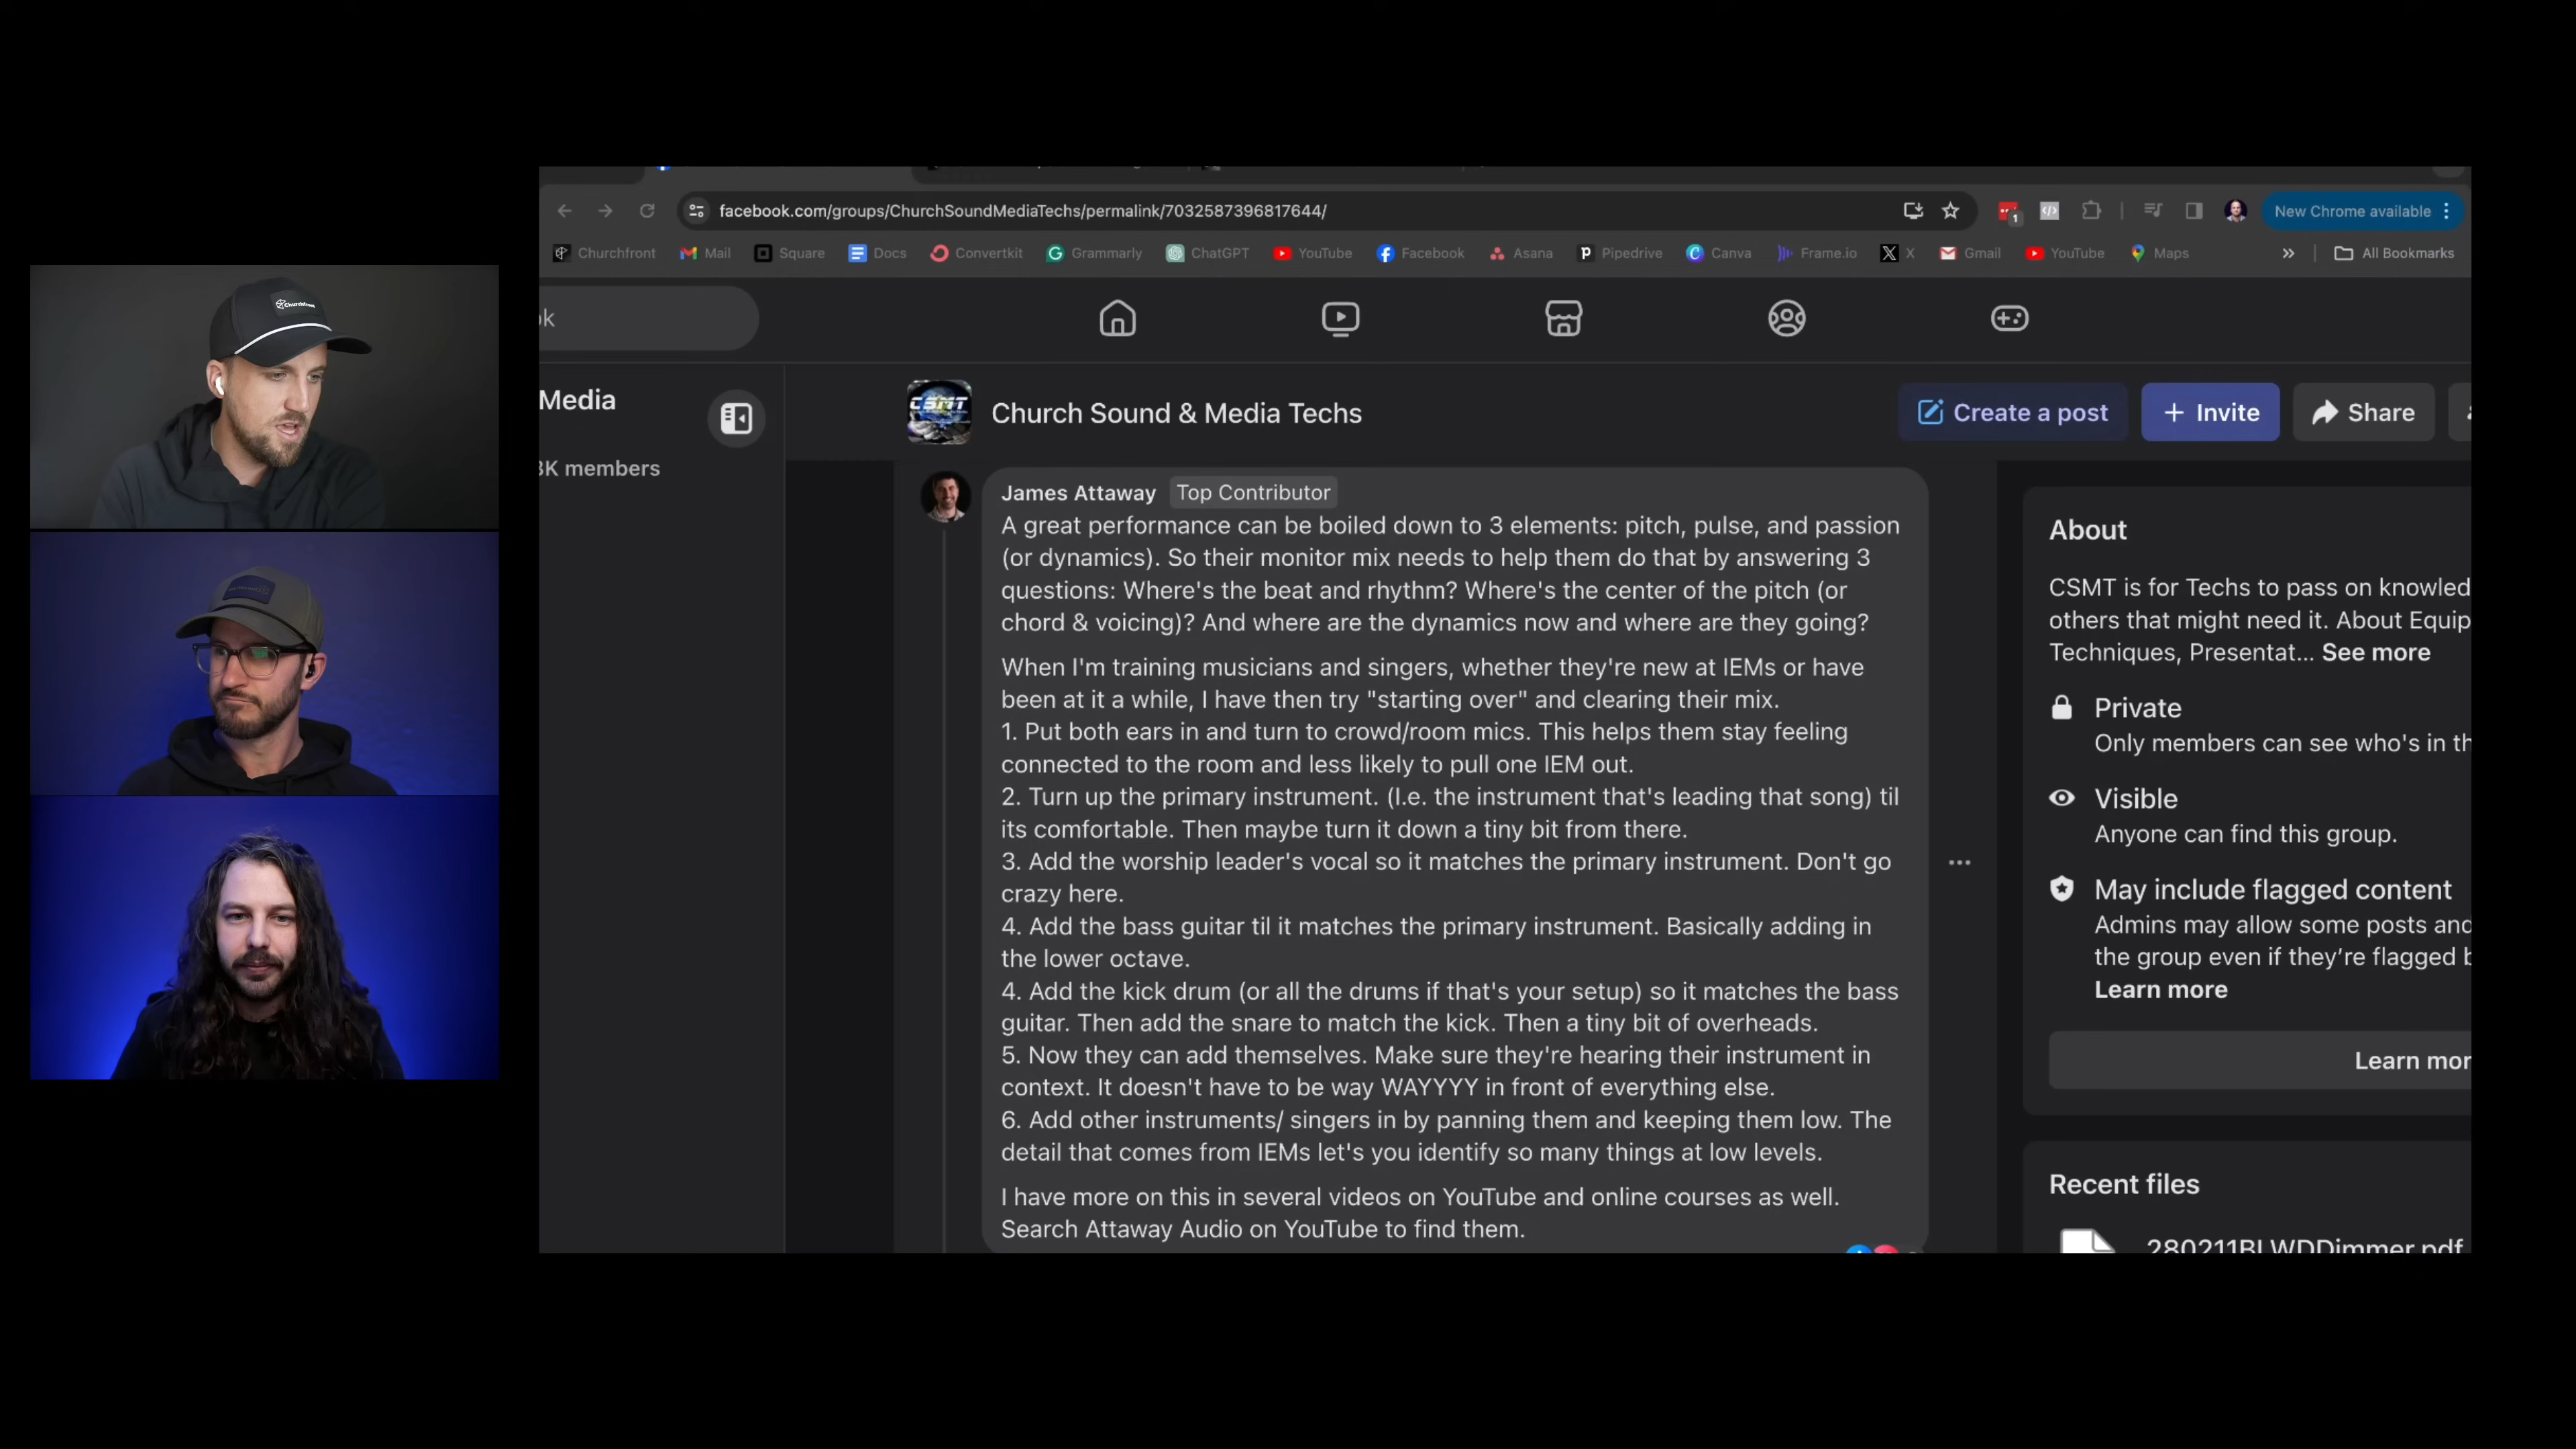 facebook.com/groups/ChurchSoundMediaTechs/permalink/7032587396817644/
1
New Chrome available
Churchfront
Mail
Square
Docs
Convertkit
Grammarly
ChatGPT
YouTube
Facebook
Asana
Pipedrive
Canva
Frame.io
X
Gmail
YouTube
Maps
All Bookmarks
ok
Media
3K members
CSMT
Church Sound & Media Techs
Create a post
+ Invite
Share
James Attaway Top Contributor
A great performance can be boiled down to 3 elements: pitch, pulse, and passion
(or dynamics). So their monitor mix needs to help them do that by answering 3
questions: Where's the beat and rhythm? Where's the center of the pitch (or
chord & voicing)? And where are the dynamics now and where are they going?
When I'm training musicians and singers, whether they're new at IEMs or have
been at it a while, I have then try "starting over" and clearing their mix.
1. Put both ears in and turn to crowd/room mics. This helps them stay feeling
connected to the room and less likely to pull one IEM out.
2. Turn up the primary instrument. (I.e. the instrument that's leading that song) til
its comfortable. Then maybe turn it down a tiny bit from there.
3. Add the worship leader's vocal so it matches the primary instrument. Don't go
crazy here.
4. Add the bass guitar til it matches the primary instrument. Basically adding in
the lower octave.
4. Add the kick drum (or all the drums if that's your setup) so it matches the bass
guitar. Then add the snare to match the kick. Then a tiny bit of overheads.
5. Now they can add themselves. Make sure they're hearing their instrument in
context. It doesn't have to be way WAYYYY in front of everything else.
6. Add other instruments/ singers in by panning them and keeping them low. The
detail that comes from IEMs let's you identify so many things at low levels.
I have more on this in several videos on YouTube and online courses as well.
Search Attaway Audio on YouTube to find them.
About
CSMT is for Techs to pass on knowled
others that might need it. About Equip
Techniques, Presentat... See more
Private
Only members can see who's in th
Visible
Anyone can find this group.
May include flagged content
Admins may allow some posts and
the group even if they're flagged b
Learn more
Learn mor
Recent files
280211BLWDDimmer.pdf
Churchfront